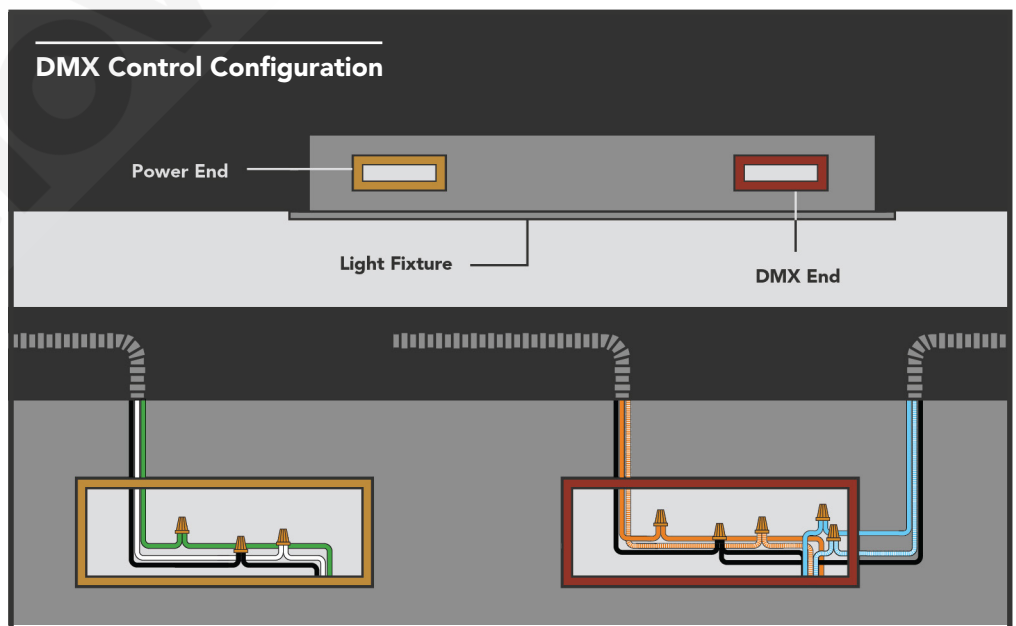 DMX Control Configuration
Power End
Light Fixture
DMX End